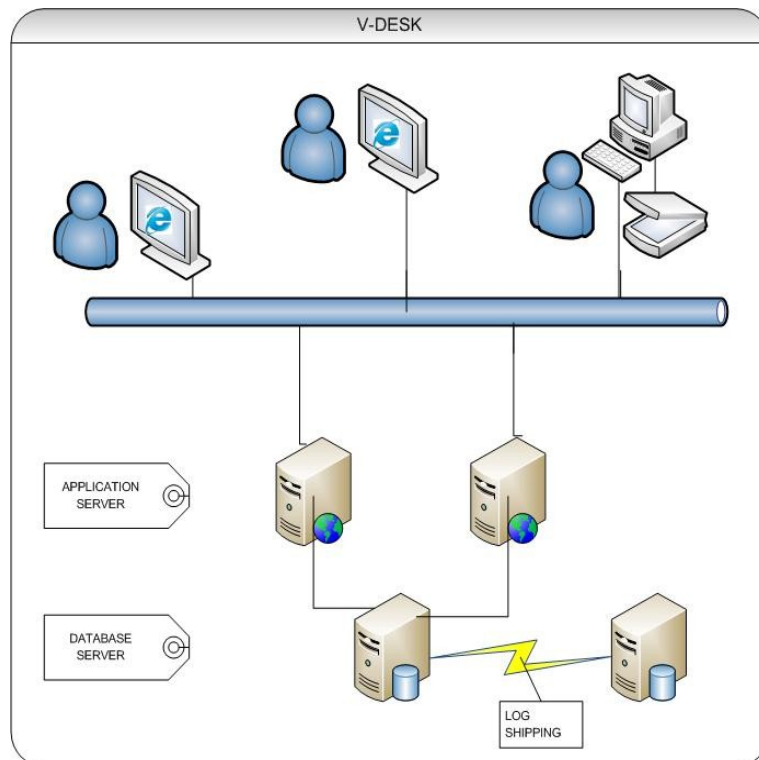 V-DESK
APPLICATION
SERVER
DATABASE
SERVER
LOG
SHIPPING